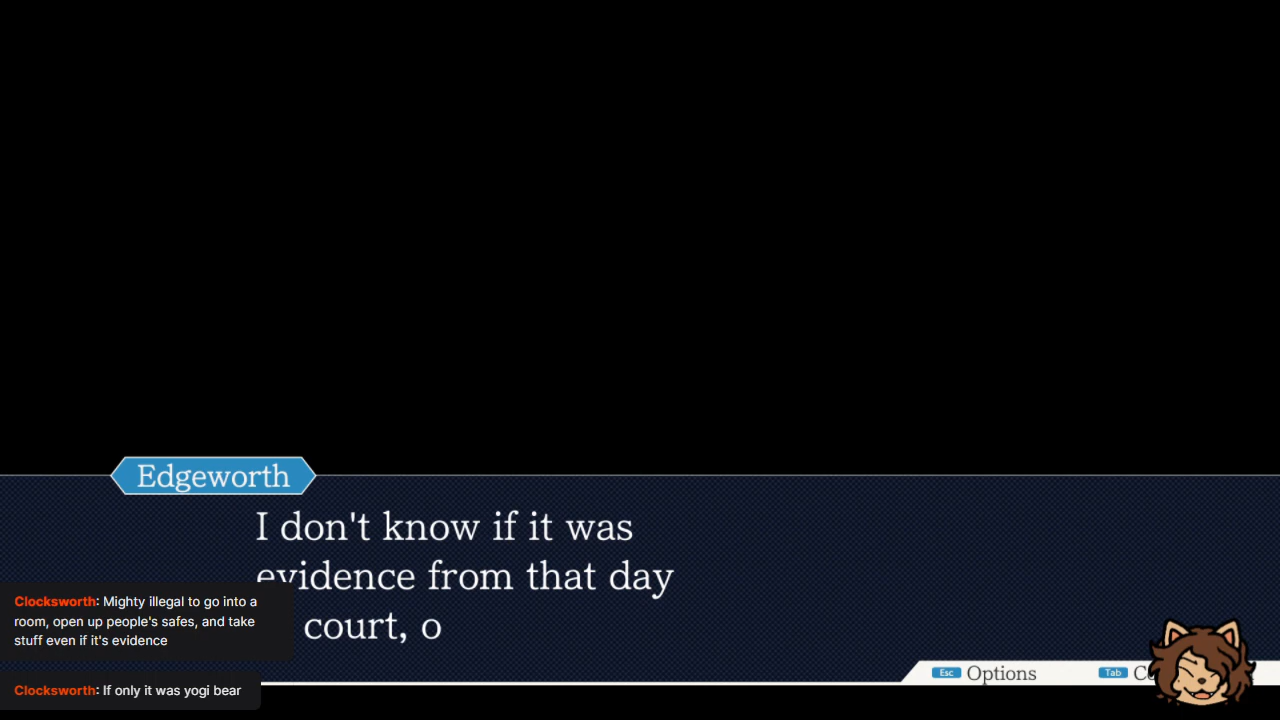 Edgeworth
I don't know if it was
evidence from that day
court, o
Clocksworth: Mighty illegal to go into a
room, open up people's safes, and take
stuff even if it's evidence
Clocksworth: If only it was yogi bear
Esc Options
Tab